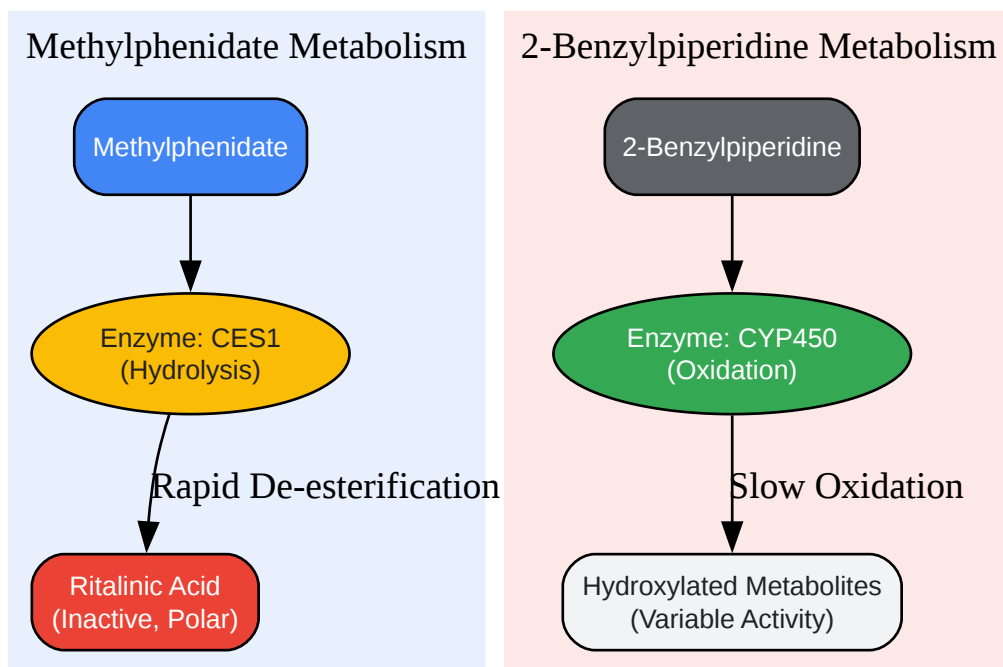 Methylphenidate Metabolism
Methylphenidate
Enzyme: CES1
(Hydrolysis)
Rapid De-esterification
Ritalinic Acid
(Inactive, Polar)
2-Benzylpiperidine Metabolism
2-Benzylpiperidine
Enzyme: CYP450
(Oxidation)
Slow Oxidation
Hydroxylated Metabolites
(Variable Activity)